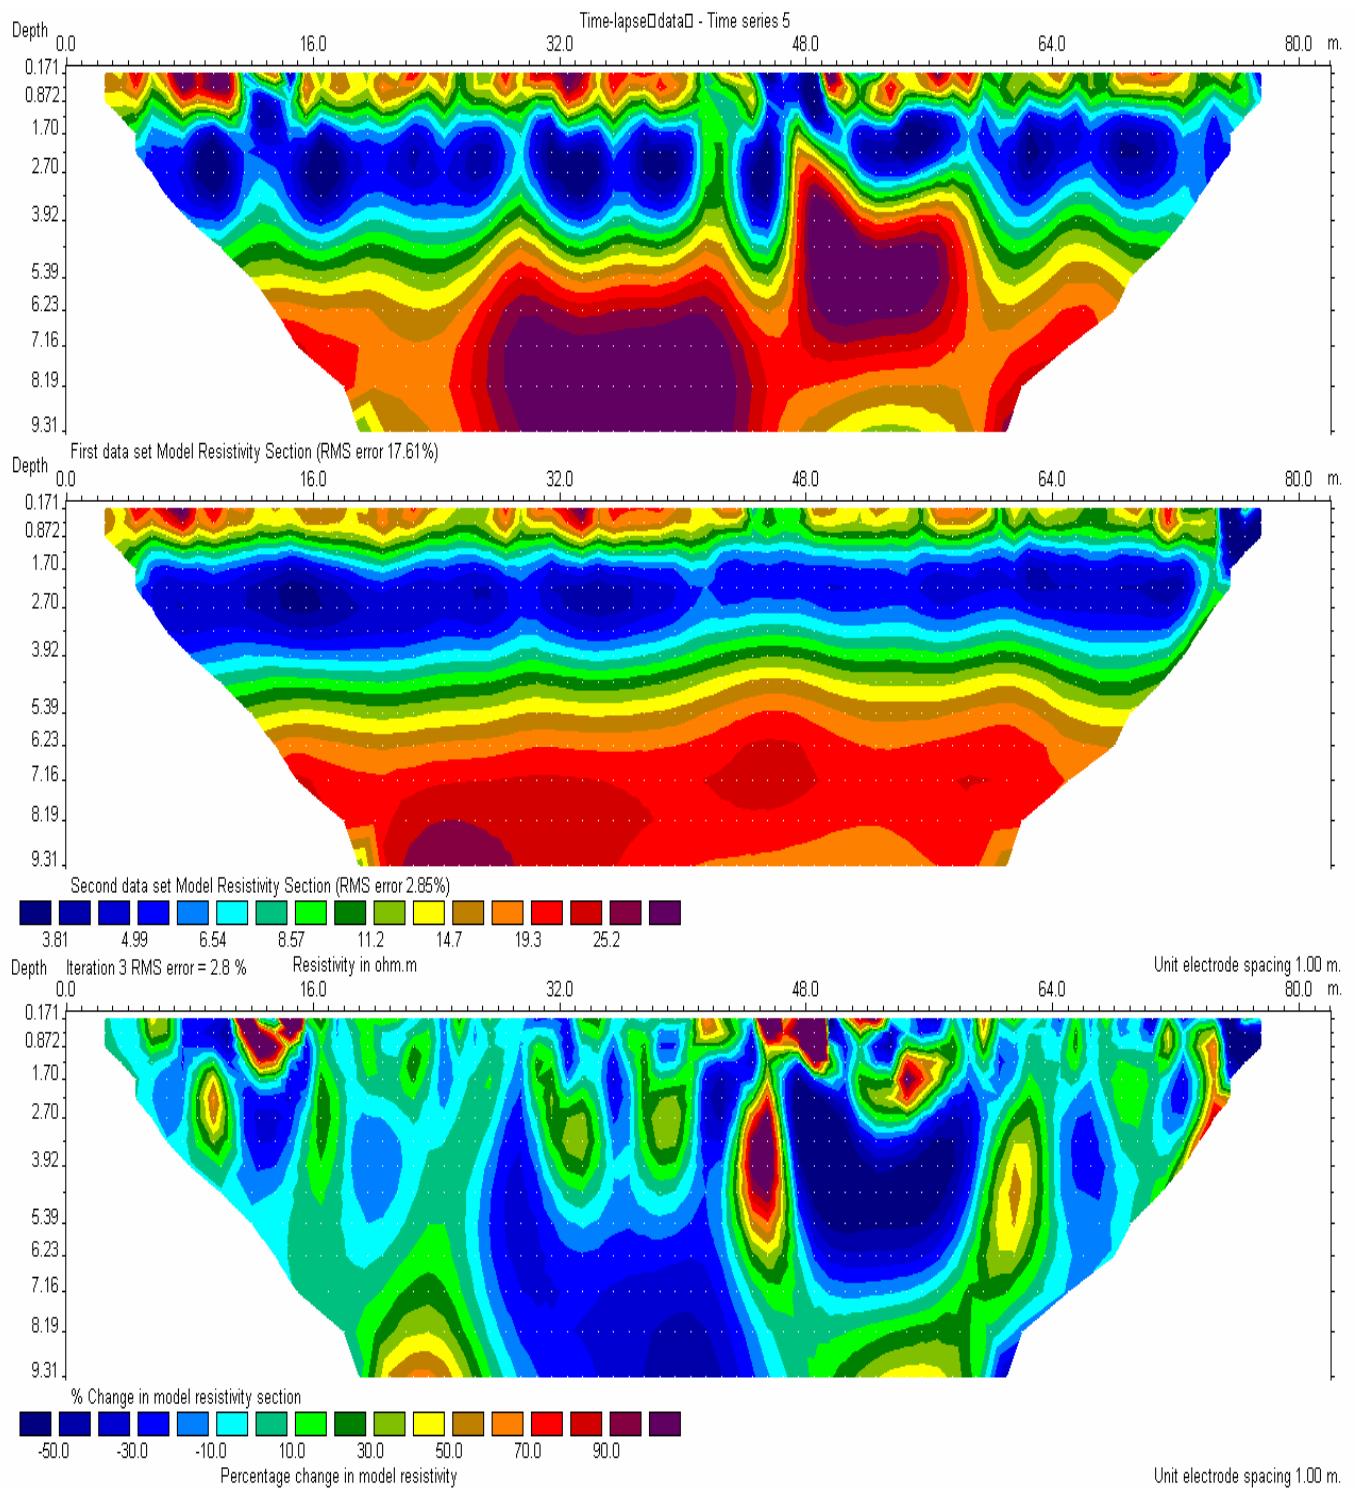 Time-lapse□data□ - Time series 5
Depth 0.0 16.0 32.0 48.0 64.0 80.0 m.
0.171
0.872
1.70
2.70
3.92
5.39
6.23
7.16
8.19
9.31
First data set Model Resistivity Section (RMS error 17.61%)
Depth 0.0 16.0 32.0 48.0 64.0 80.0 m.
0.171
0.872
1.70
2.70
3.92
5.39
6.23
7.16
8.19
9.31
Second data set Model Resistivity Section (RMS error 2.85%)
3.81 4.99 6.54 8.57 11.2 14.7 19.3 25.2
Depth Iteration 3 RMS error = 2.8 % Resistivity in ohm.m Unit electrode spacing 1.00 m.
0.0 16.0 32.0 48.0 64.0 80.0 m.
0.171
0.872
1.70
2.70
3.92
5.39
6.23
7.16
8.19
9.31
% Change in model resistivity section
-50.0 -30.0 -10.0 10.0 30.0 50.0 70.0 90.0
Percentage change in model resistivity Unit electrode spacing 1.00 m.